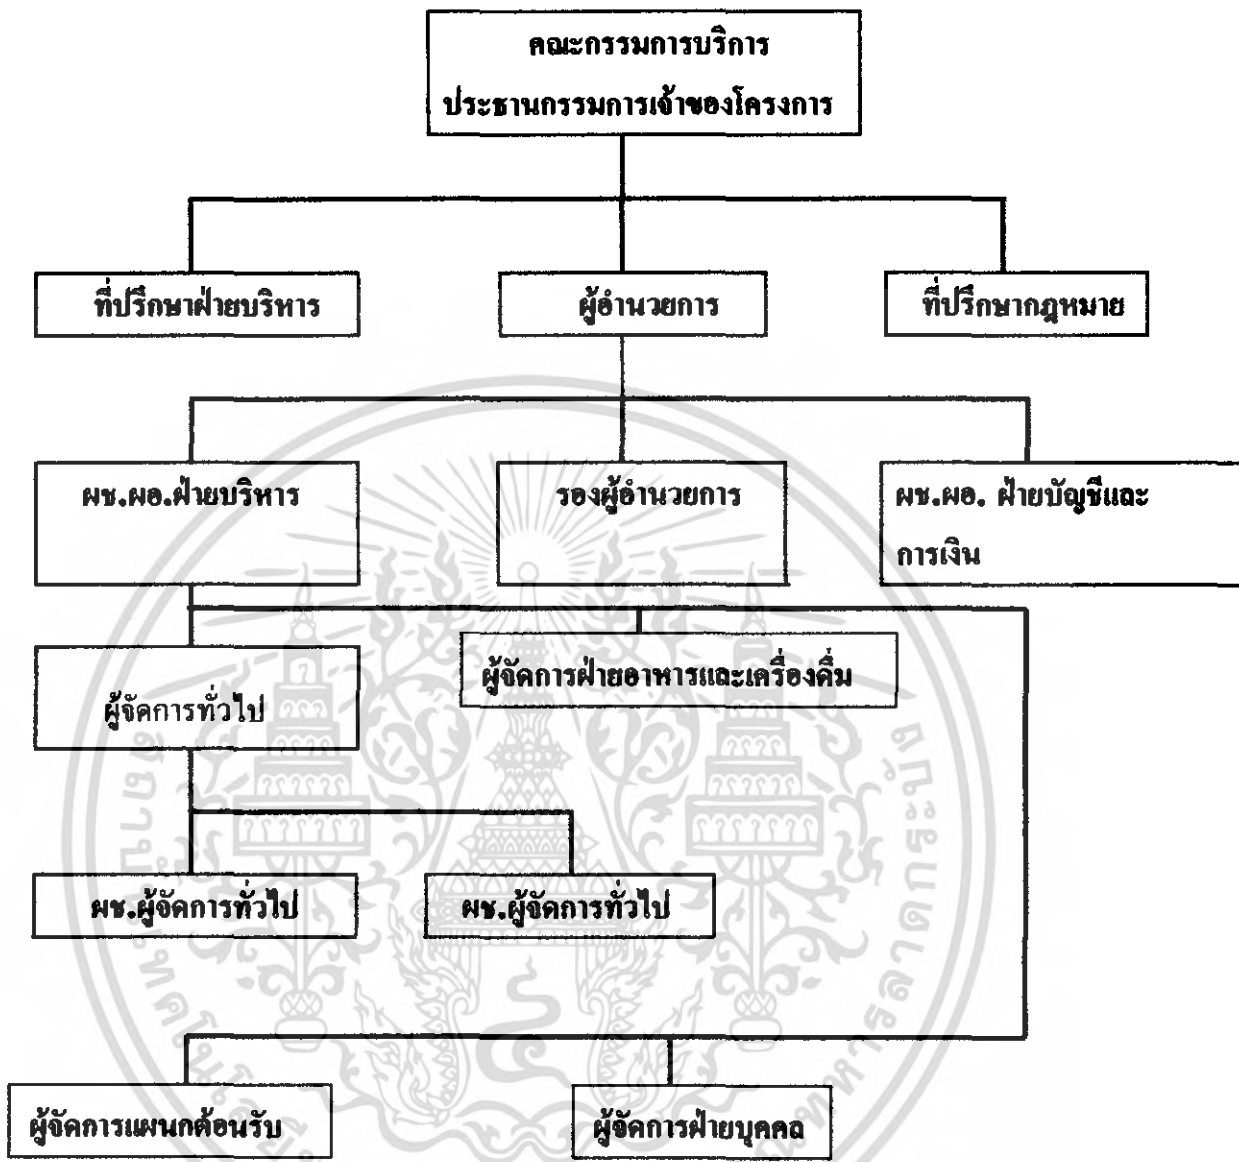 คณะกรรมการบริการ
ประธานกรรมการเจ้าของโครงการ
ที่ปรึกษาฝ่ายบริหาร
ผู้อำนวยการ
ที่ปรึกษากฎหมาย
ผช.ผอ.ฝ่ายบริหาร
รองผู้อำนวยการ
ผช.ผอ. ฝ่ายบัญชีและ
การเงิน
ผู้จัดการฝ่ายอาหารและเครื่องดื่ม
ผู้จัดการทั่วไป
ผช.ผู้จัดการทั่วไป
ผช.ผู้จัดการทั่วไป
ผู้จัดการแผนกต้อนรับ
ผู้จัดการฝ่ายบุคคล